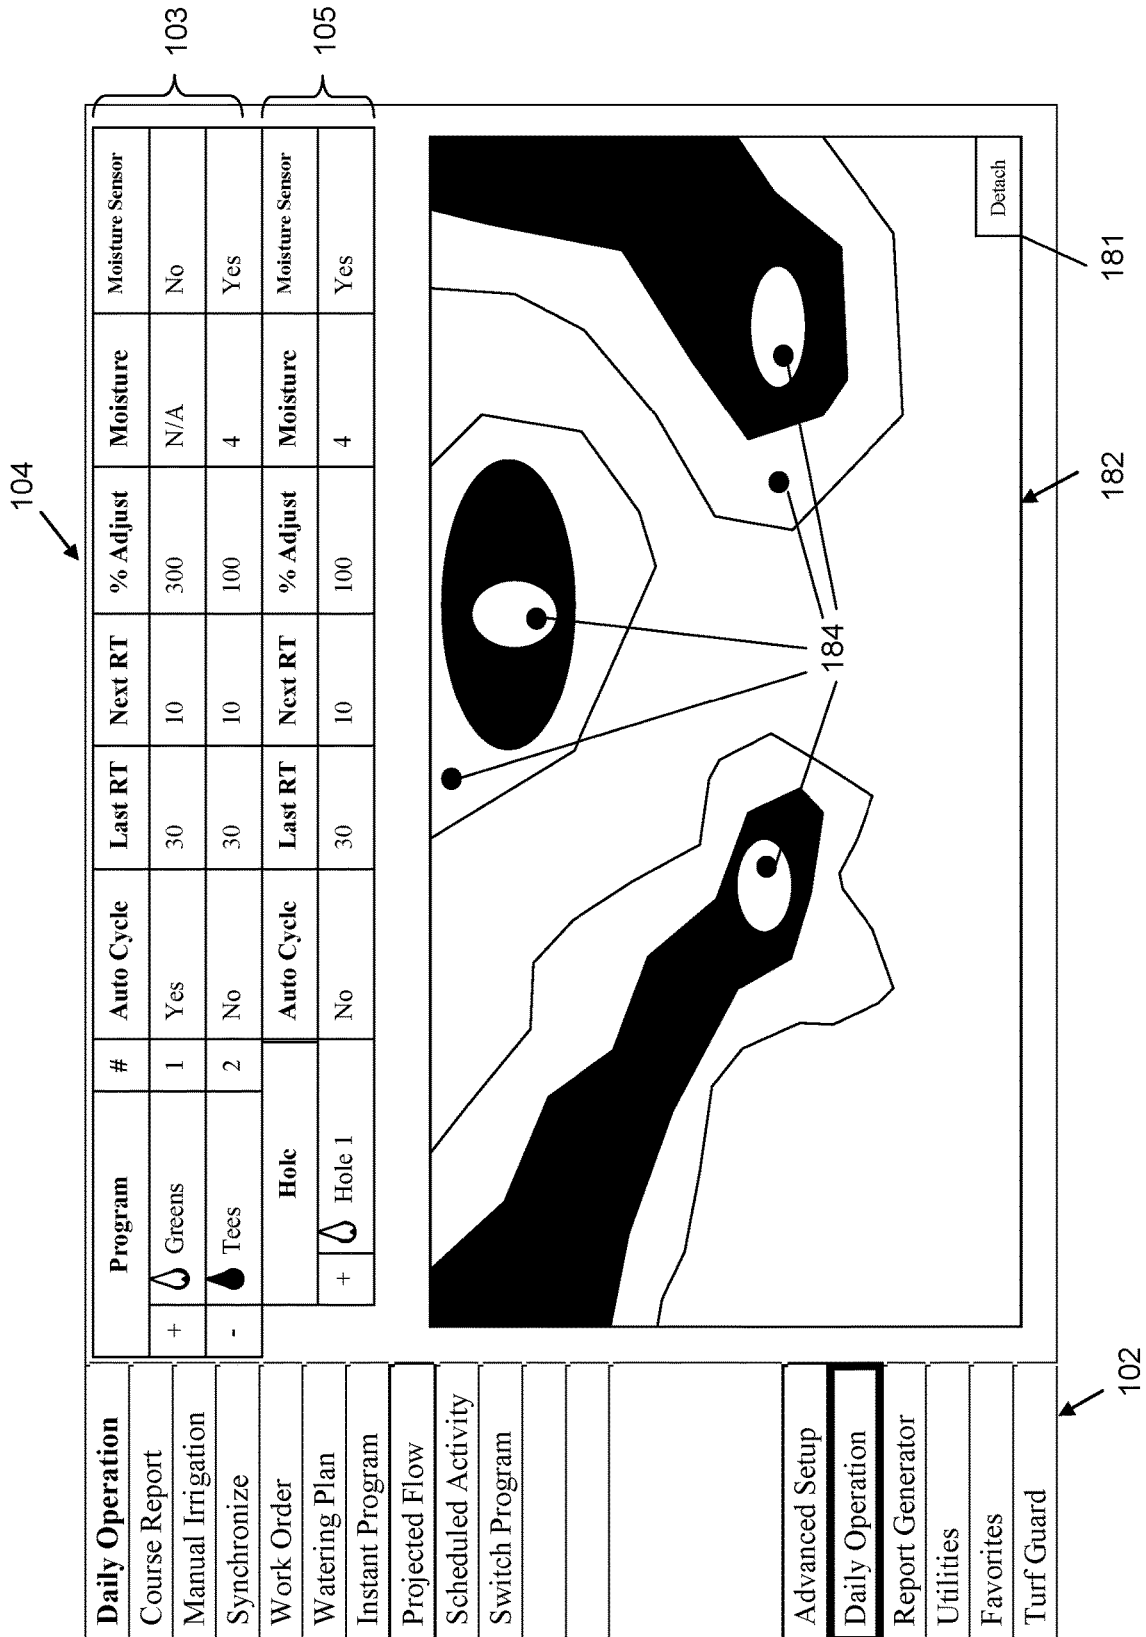 Daily Operation
Course Report
Manual Irrigation
Synchronize
Work Order
Watering Plan
Instant Program
Projected Flow
Scheduled Activity
Switch Program
Advanced Setup
Daily Operation
Report Generator
Utilities
Favorites
Turf Guard
102
104
Program # Auto Cycle Last RT Next RT % Adjust Moisture Moisture Sensor
+ Greens 1 Yes 30 10 300 N/A No
- Tees 2 No 30 10 100 4 Yes
103
Hole Auto Cycle Last RT Next RT % Adjust Moisture Moisture Sensor
+ Hole 1 No 30 10 100 4 Yes
105
184
Detach
182
181